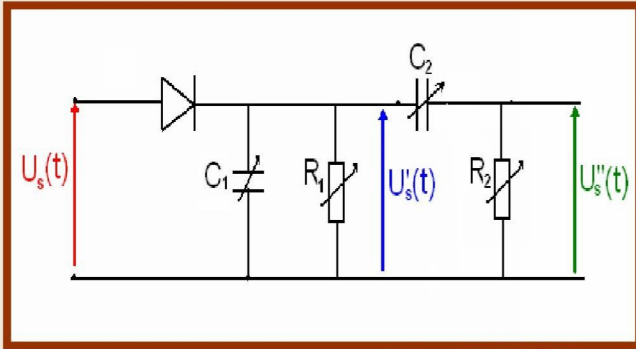 C₂
Uₛ(t)
C₁
R₁
U'ₛ(t)
R₂
U''ₛ(t)